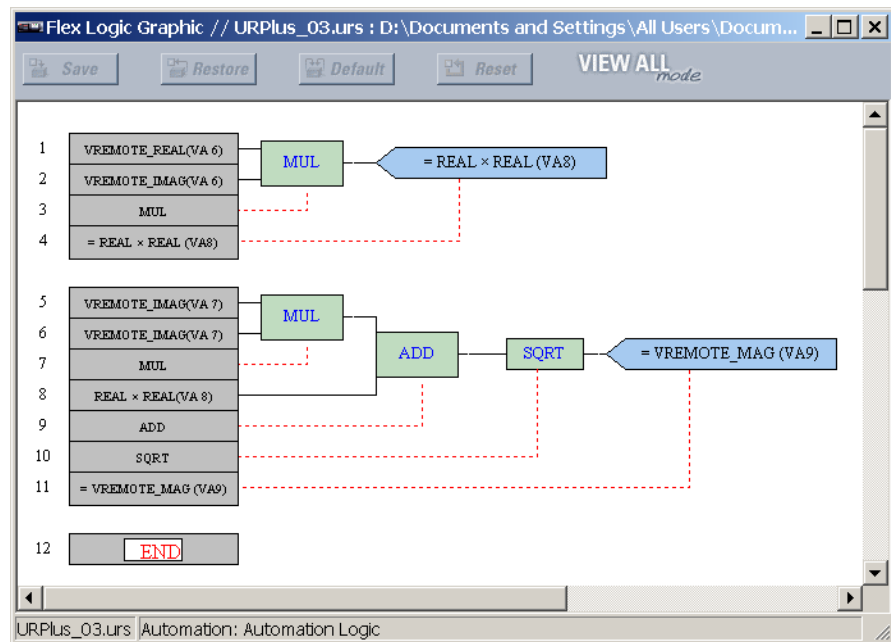 Flex Logic Graphic // URPlus_03.urs : D:\Documents and Settings\All Users\Docum...
Save Restore Default Reset VIEW ALL mode
1 VREMOTE_REAL(VA 6) MUL = REAL × REAL (VA8)
2 VREMOTE_IMAG(VA 6)
3 MUL
4 = REAL × REAL (VA8)
5 VREMOTE_IMAG(VA 7) MUL
6 VREMOTE_IMAG(VA 7)
ADD SQRT = VREMOTE_MAG (VA9)
7 MUL
8 REAL × REAL(VA 8)
9 ADD
10 SQRT
11 = VREMOTE_MAG (VA9)
12 END
URPlus_03.urs Automation: Automation Logic